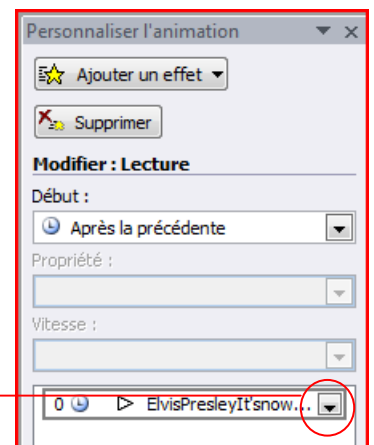 Personnaliser l'animation
Ajouter un effet
Supprimer
Modifier : Lecture
Début :
Après la précédente
Propriété :
Vitesse :
0 ElvisPresleyIt'snow...